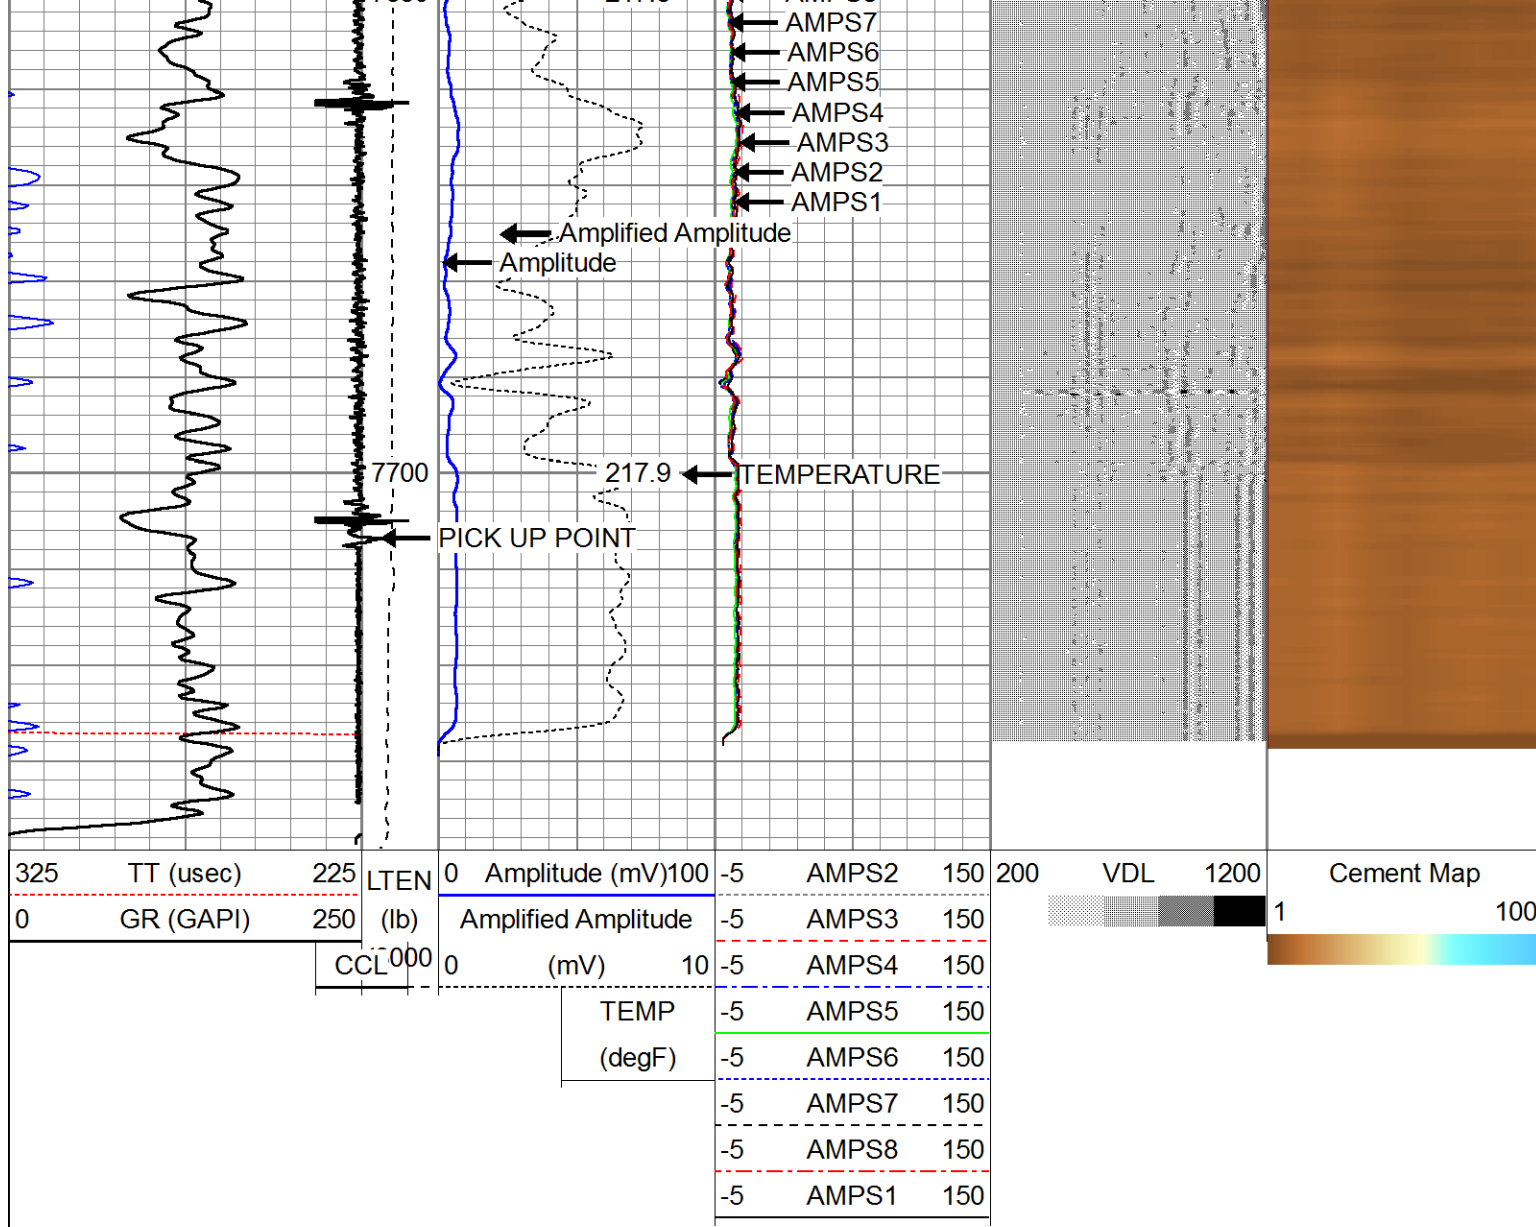 AMPS7
AMPS6
AMPS5
AMPS4
AMPS3
AMPS2
AMPS1
Amplified Amplitude
Amplitude
7700 217.9 TEMPERATURE
PICK UP POINT
325 TT (usec) 225
0 GR (GAPI) 250
CCL
LTEN
(lb)
000
0 Amplitude (mV) 100
Amplified Amplitude
0 (mV) 10
TEMP
(degF)
-5 AMPS2 150
-5 AMPS3 150
-5 AMPS4 150
-5 AMPS5 150
-5 AMPS6 150
-5 AMPS7 150
-5 AMPS8 150
-5 AMPS1 150
200 VDL 1200
Cement Map
1 100